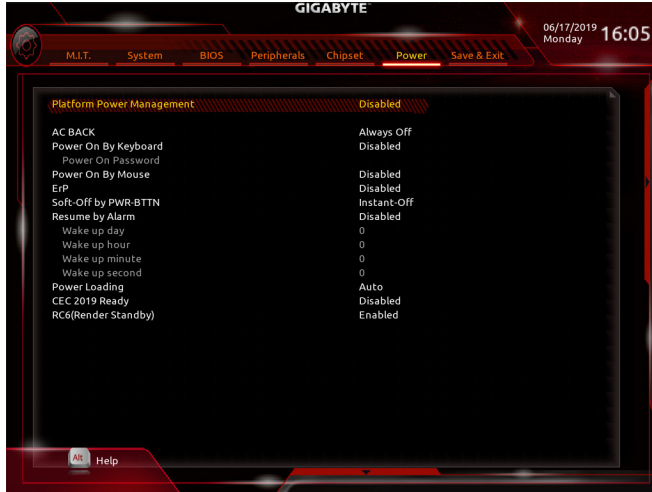 GIGABYTE
06/17/2019 Monday 16:05
M.I.T. System BIOS Peripherals Chipset Power Save & Exit
Platform Power Management Disabled
AC BACK Always Off
Power On By Keyboard Disabled
Power On Password
Power On By Mouse Disabled
ErP Disabled
Soft-Off by PWR-BTTN Instant-Off
Resume by Alarm Disabled
Wake up day 0
Wake up hour 0
Wake up minute 0
Wake up second 0
Power Loading Auto
CEC 2019 Ready Disabled
RC6(Render Standby) Enabled
Alt Help